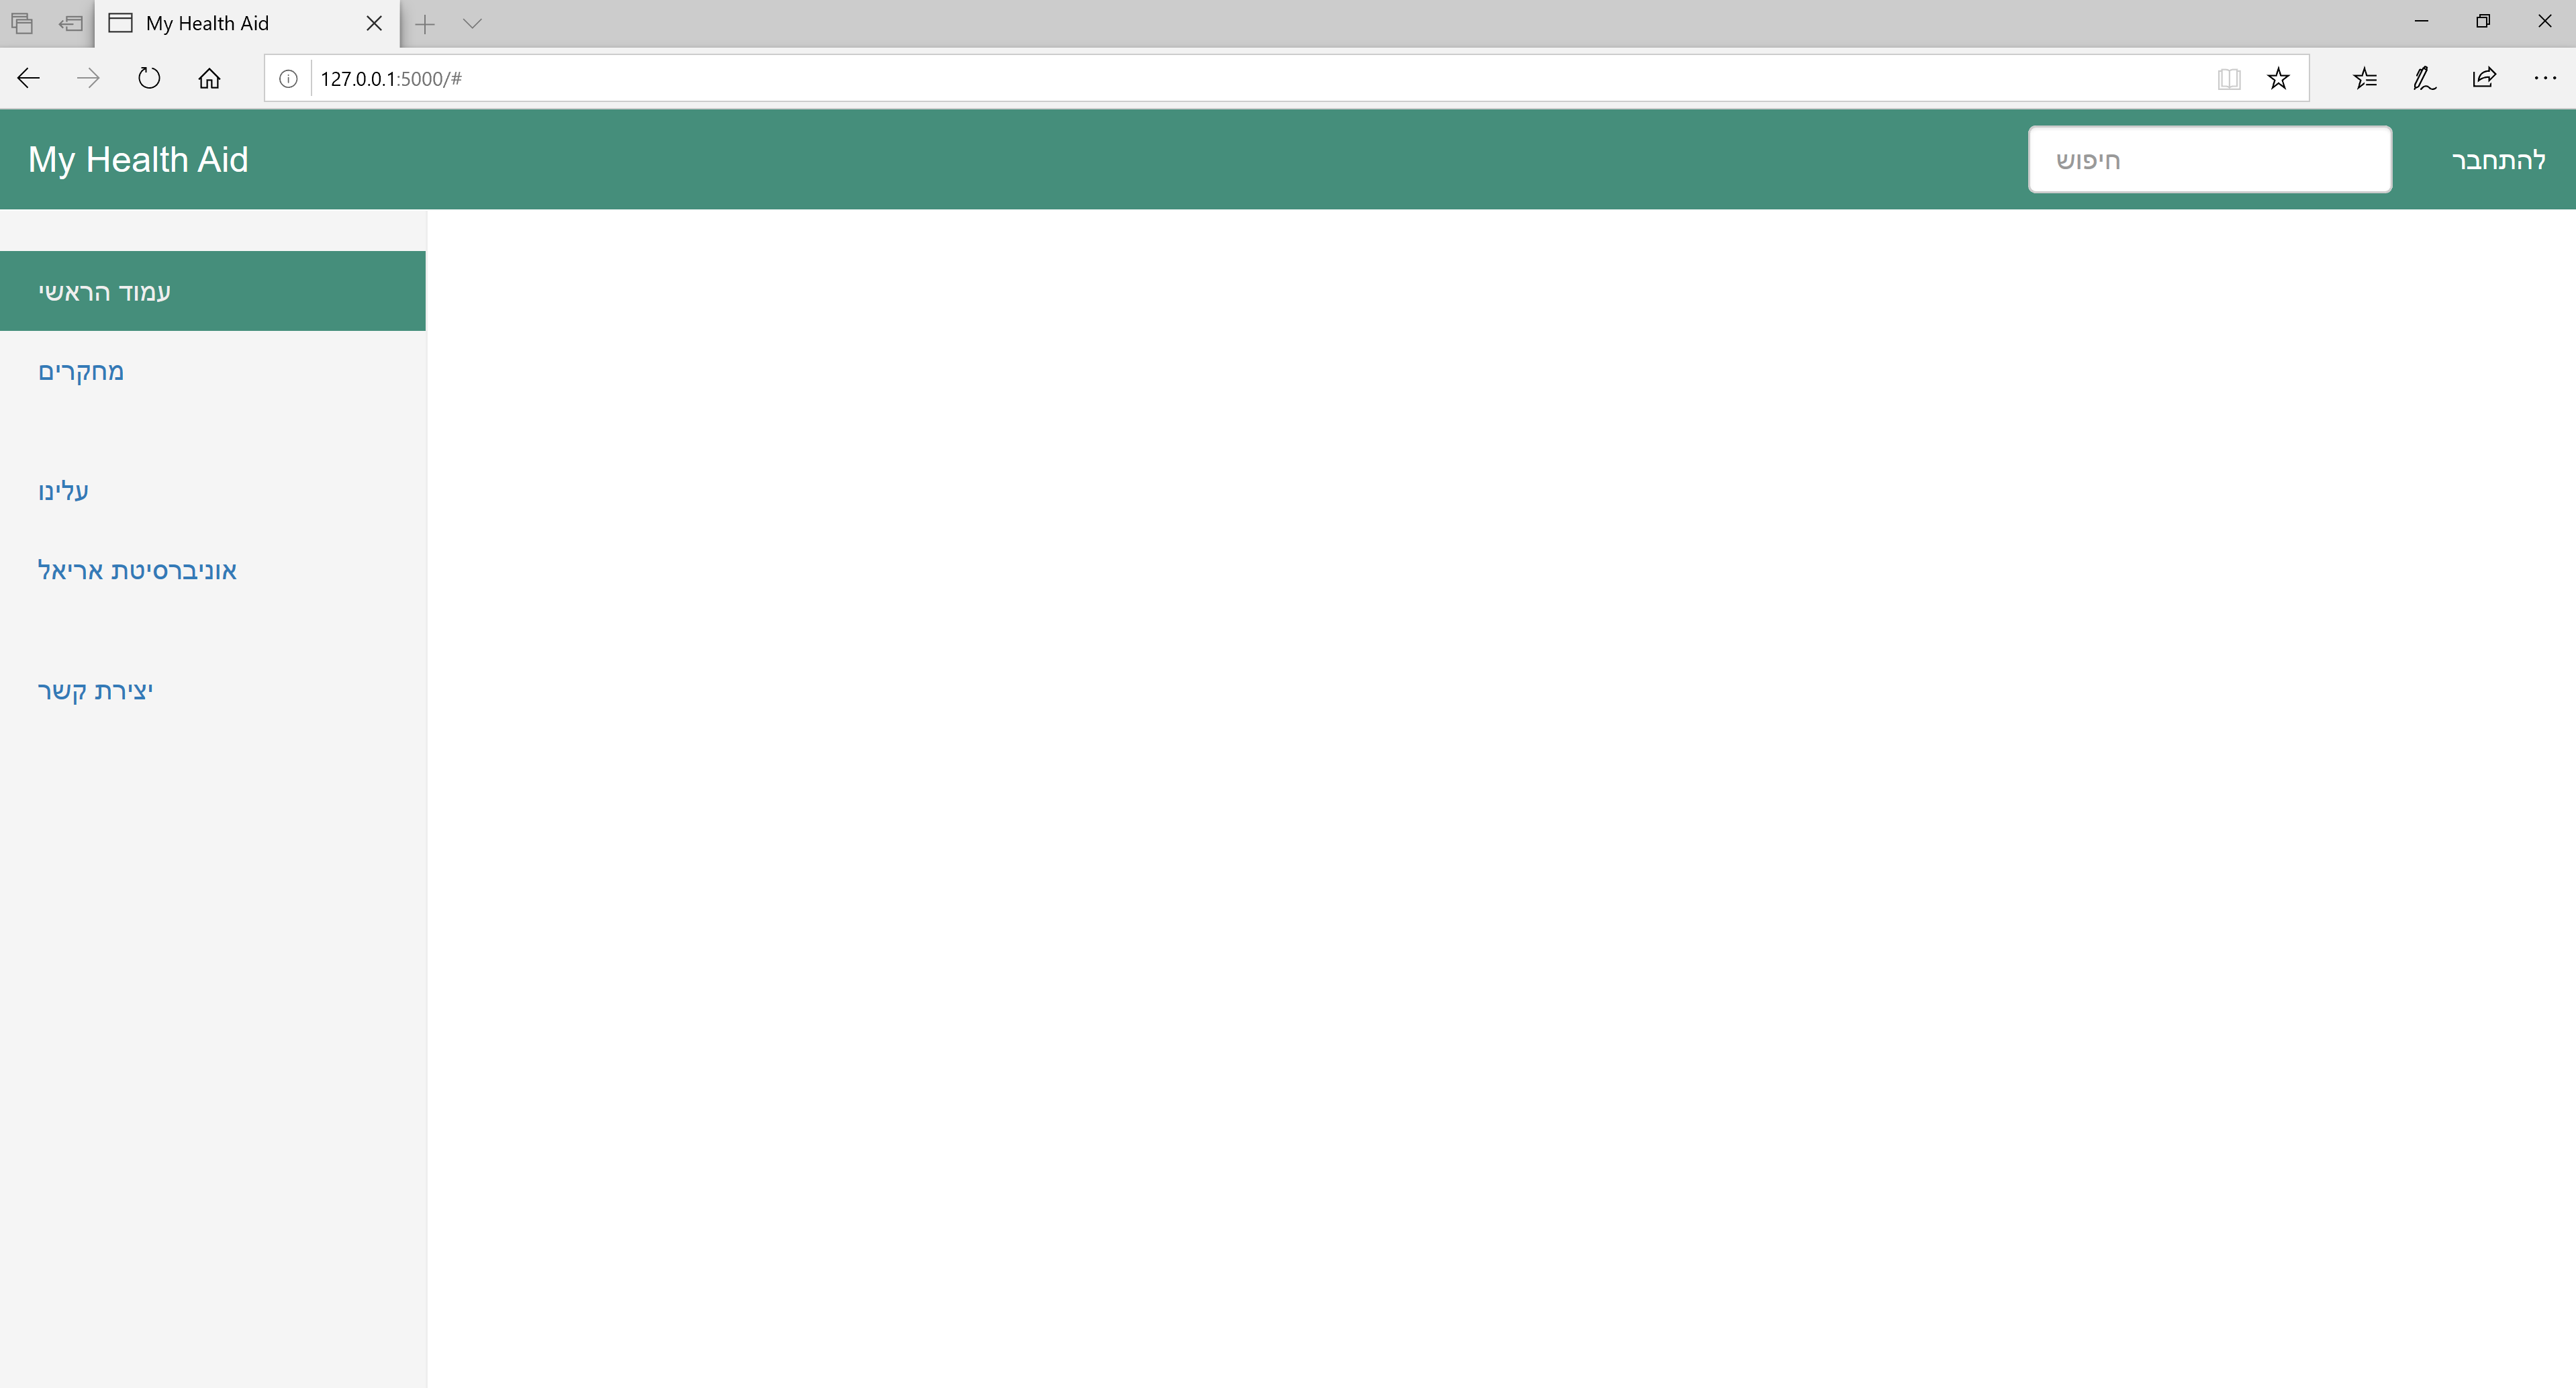 My Health Aid
127.0.0.1:5000/#
My Health Aid
חיפוש
להתחבר
עמוד הראשי
מחקרים
עלינו
אוניברסיטת אריאל
יצירת קשר